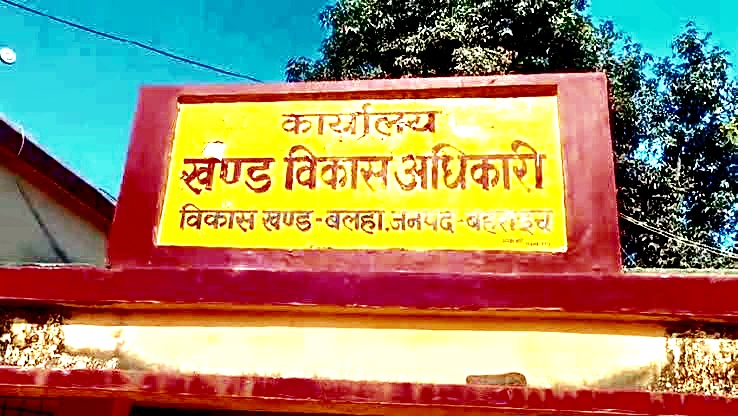 कार्यालय
खण्ड विकास अधिकारी
विकास खण्ड-बलहा,जनपद-बहराइच